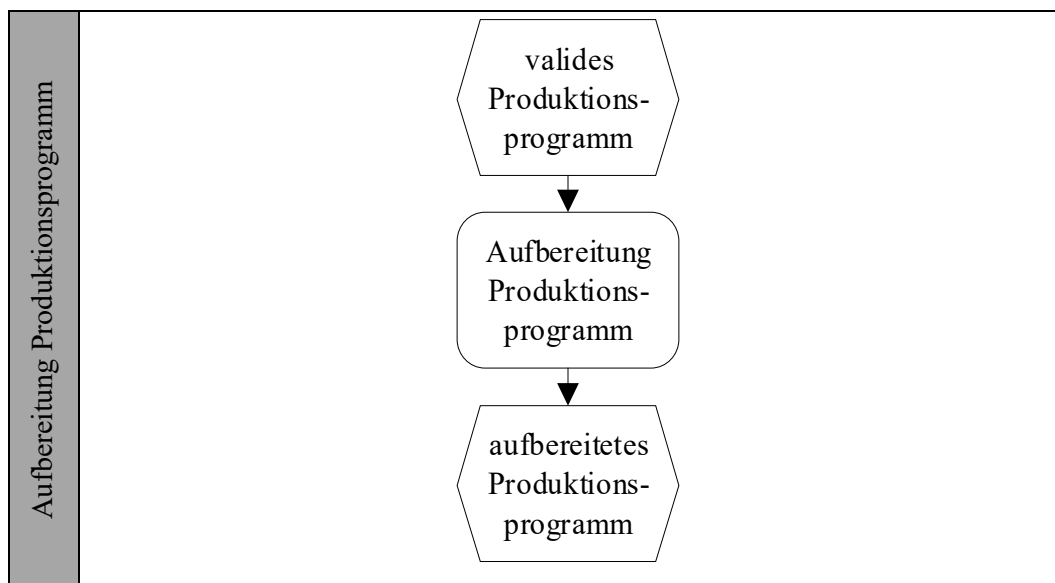 Aufbereitung Produktionsprogramm
valides
Produktions-
programm
Aufbereitung
Produktions-
programm
aufbereitetes
Produktions-
programm